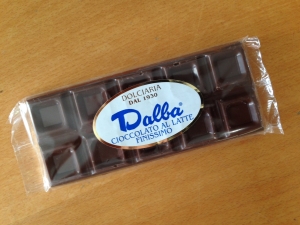 DOLCIARIA
DAL 1930
Dalba®
CIOCCOLATO AL LATTE
FINISSIMO